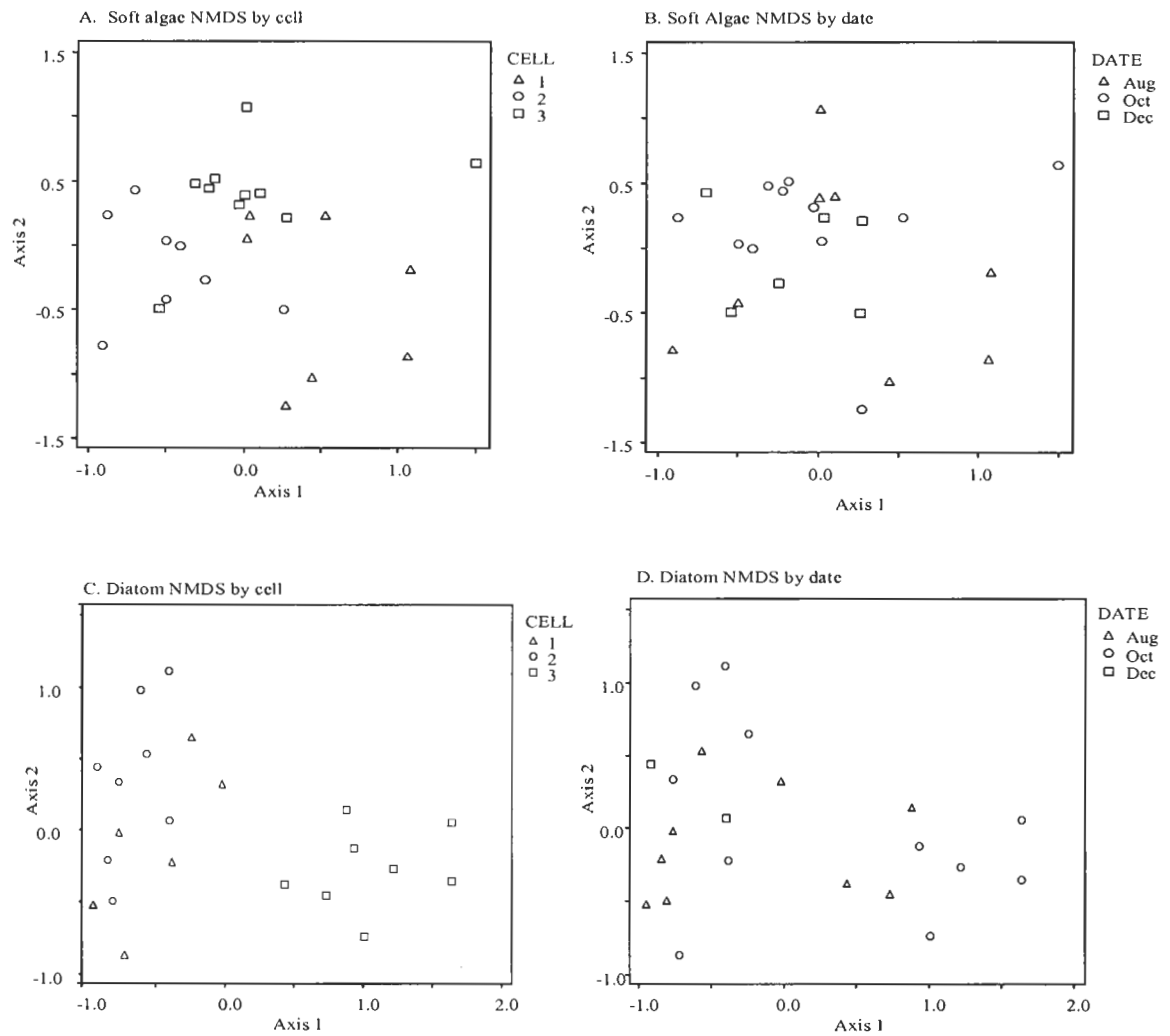 A. Soft algae NMDS by cell
1.5
0.5
-0.5
-1.5
Axis 2
-1.0
0.0
1.0
Axis 1
CELL
1
2
3
B. Soft Algae NMDS by date
1.5
0.5
-0.5
-1.5
Axis 2
-1.0
0.0
1.0
Axis 1
DATE
Aug
Oct
Dec
C. Diatom NMDS by cell
1.0
0.0
-1.0
Axis 2
-1.0
0.0
1.0
2.0
Axis 1
CELL
1
2
3
D. Diatom NMDS by date
1.0
0.0
-1.0
Axis 2
-1.0
0.0
1.0
2.0
Axis 1
DATE
Aug
Oct
Dec